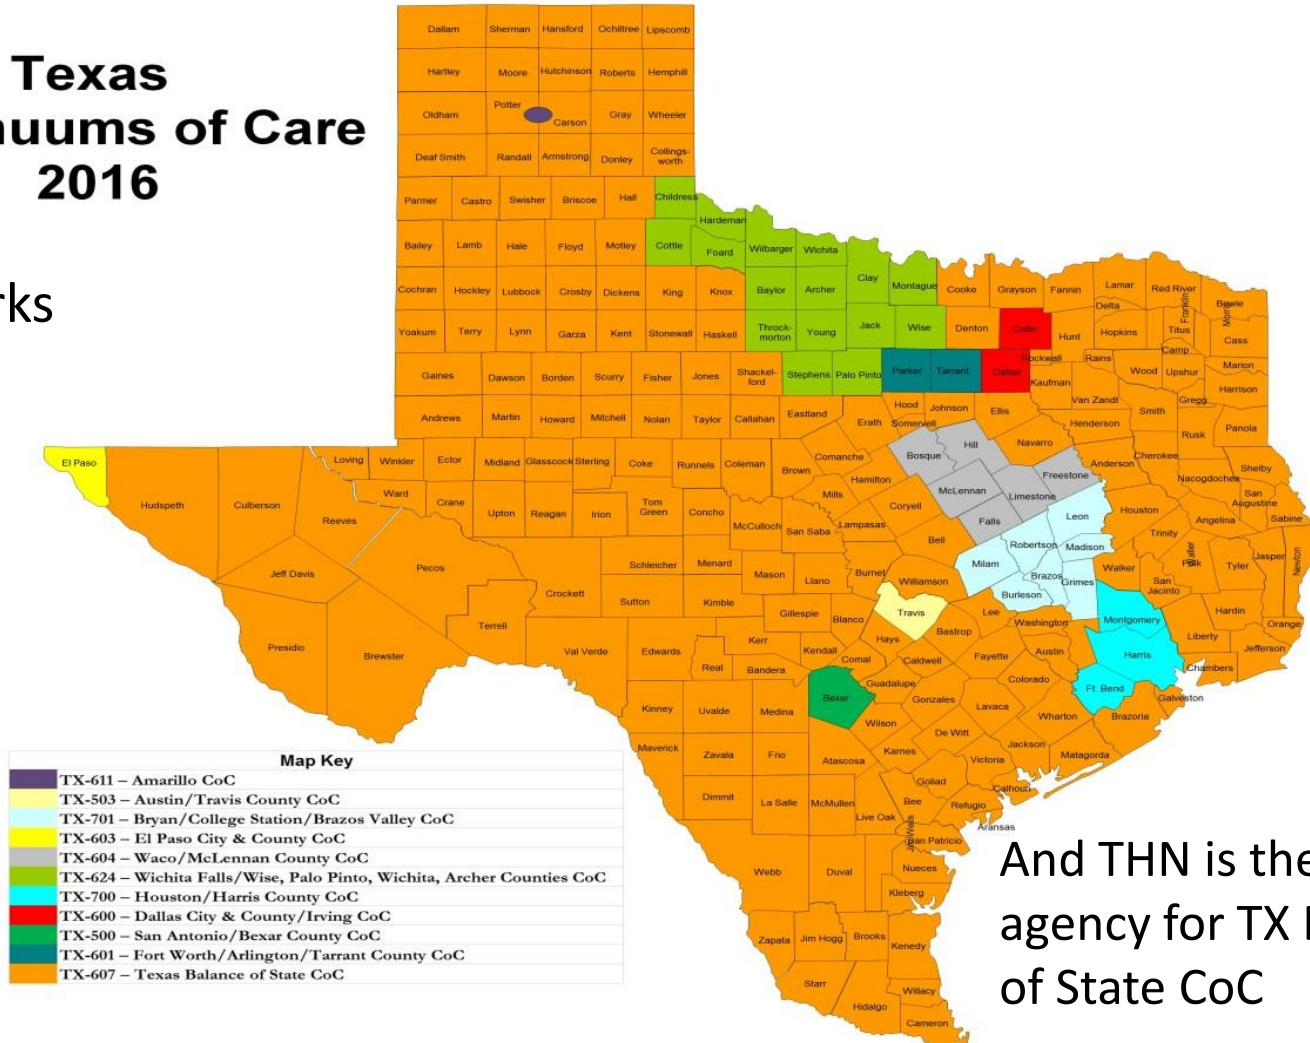 Texas
nuums of Care
2016
rks
Dallam Sherman Hansford Ochiltree Lipscomb
Hartley Moore Hutchinson Roberts Hemphill
Oldham Potter Carson Gray Wheeler
Deaf Smith Randall Armstrong Donley Collings-
worth
Parmer Castro Swisher Briscoe Hall Childress
Hardeman
Bailey Lamb Hale Floyd Motley Cottle Foard Wilbarger Wichita
Clay
Cochran Hockley Lubbock Crosby Dickens King Knox Baylor Archer Montague Cooke Grayson Fannin Lamar Red River Bowie
Delta Franklin Morris
Yoakum Terry Lynn Garza Kent Stonewall Haskell Throck-
morton Young Jack Wise Denton Collin Hunt Hopkins Titus Cass
Camp
Rockwall Rains Marion
Gaines Dawson Borden Scurry Fisher Jones Shackel-
ford Stephens Palo Pinto Parker Tarrant Dallas Kaufman Wood Upshur Harrison
Van Zandt Gregg
Andrews Martin Howard Mitchell Nolan Taylor Callahan Eastland Hood Johnson Ellis Smith
Erath Somervell Henderson Rusk Panola
El Paso Loving Winkler Ector Midland Glasscock Sterling Coke Runnels Coleman Brown Comanche Bosque Hill Navarro Anderson Cherokee Shelby
Hudspeth Culberson Reeves Ward Crane Upton Reagan Irion Tom
Green Concho Mills Hamilton McLennan Limestone Freestone Nacogdoches San
Augustine
McCulloch San Saba Lampasas Coryell Falls Leon Houston Angelina Sabine
Bell Robertson Madison Trinity
Jeff Davis Pecos Schleicher Menard Mason Llano Burnet Williamson Milam Brazos Grimes Walker Polk Tyler Jasper Newton
Burleson San
Jacinto
Crockett Sutton Kimble Gillespie Blanco Travis Lee Washington Montgomery Hardin
Terrell Hays Bastrop Liberty Orange
Presidio Brewster Val Verde Edwards Kerr Kendall Comal Caldwell Fayette Austin Harris Jefferson
Real Bandera Chambers
Kinney Uvalde Medina Bexar Guadalupe Gonzales Colorado Ft. Bend Galveston
Lavaca
Wilson Wharton Brazoria
De Witt
Maverick Zavala Frio Atascosa Karnes Jackson Matagorda
Victoria
Goliad
Dimmit La Salle McMullen Live Oak Bee Calhoun
Refugio
Aransas
San Patricio
Webb Duval Nueces
Kleberg
Zapata Jim Hogg Brooks Kenedy
Starr Willacy
Hidalgo
Cameron
Map Key
TX-611 – Amarillo CoC
TX-503 – Austin/Travis County CoC
TX-701 – Bryan/College Station/Brazos Valley CoC
TX-603 – El Paso City & County CoC
TX-604 – Waco/McLennan County CoC
TX-624 – Wichita Falls/Wise, Palo Pinto, Wichita, Archer Counties CoC
TX-700 – Houston/Harris County CoC
TX-600 – Dallas City & County/Irving CoC
TX-500 – San Antonio/Bexar County CoC
TX-601 – Fort Worth/Arlington/Tarrant County CoC
TX-607 – Texas Balance of State CoC
And THN is the
agency for TX
of State CoC